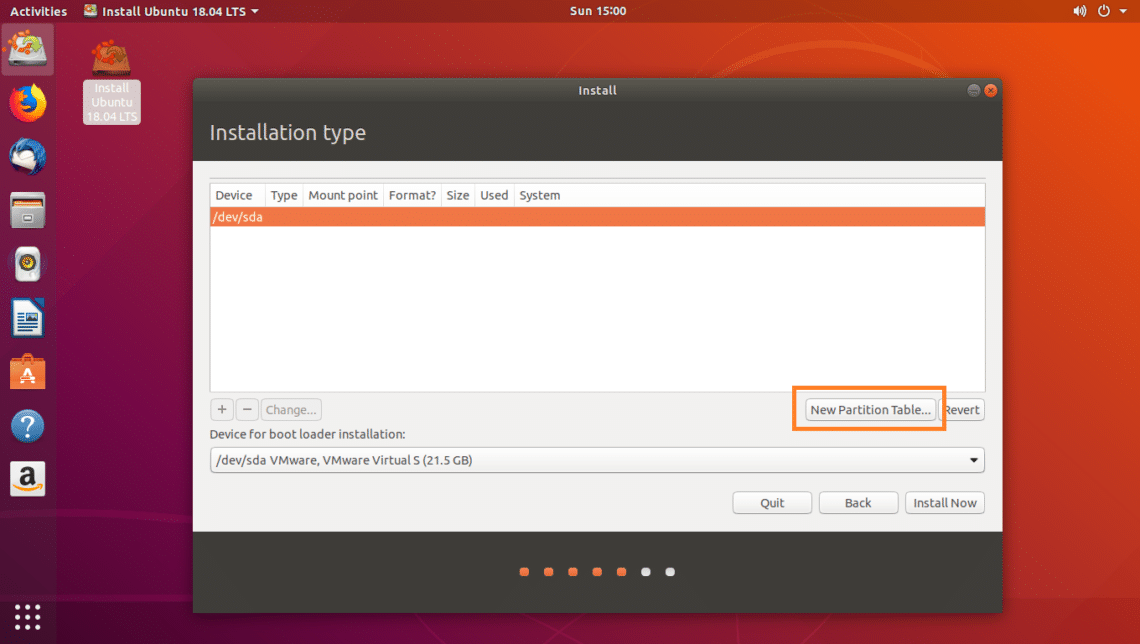 Activities Install Ubuntu 18.04 LTS Sun 15:00
Install
Ubuntu
18.04 LTS
Install
Installation type
Device Type Mount point Format? Size Used System
/dev/sda
+ − Change... New Partition Table... Revert
Device for boot loader installation:
/dev/sda VMware, VMware Virtual S (21.5 GB)
Quit Back Install Now
?
a